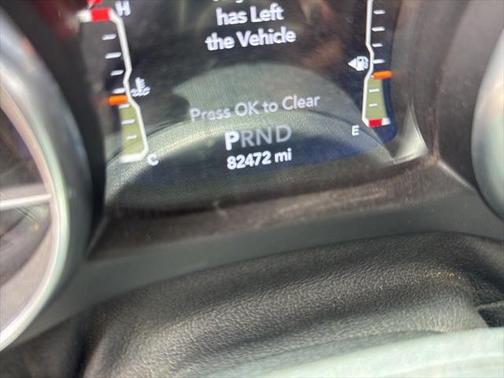 H
has Left
the Vehicle
Press OK to Clear
PRND
E
C
82472 mi